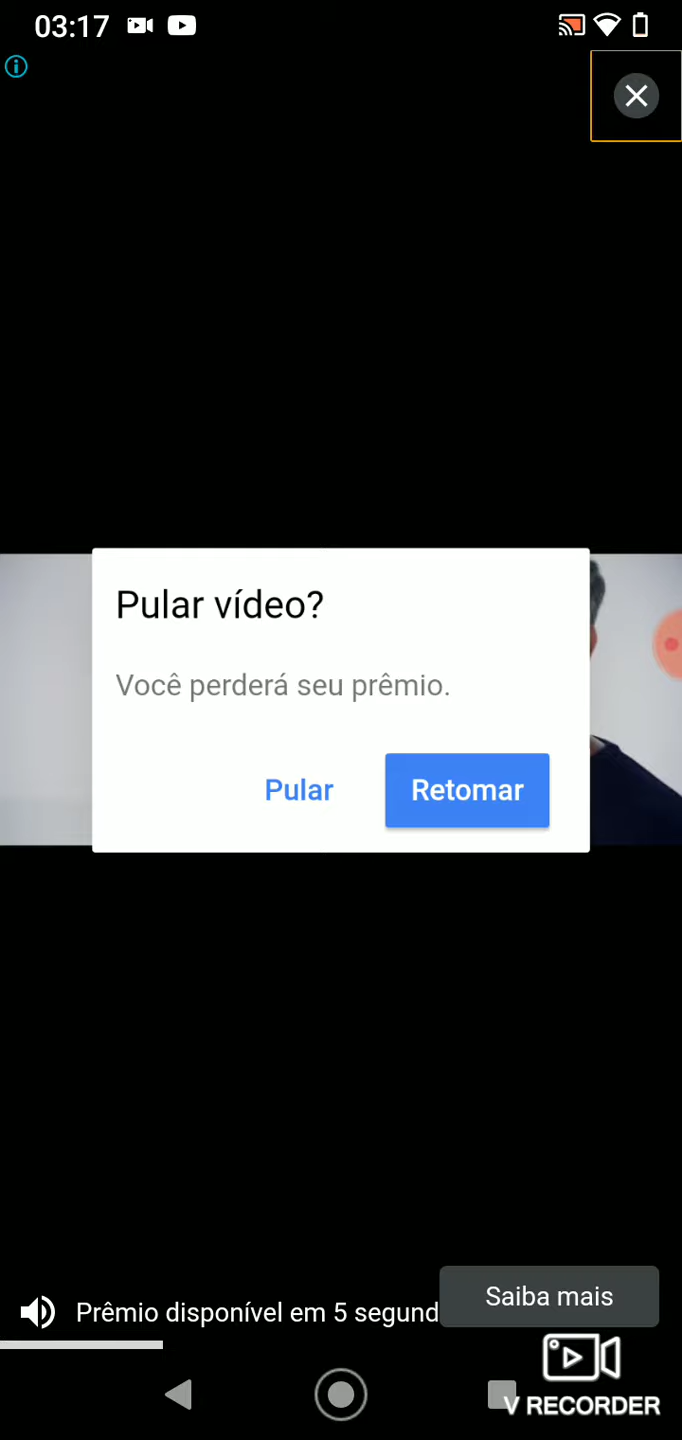 03:17
Pular vídeo?
Você perderá seu prêmio.
Pular
Retomar
Prêmio disponível em 5 segund
Saiba mais
V RECORDER